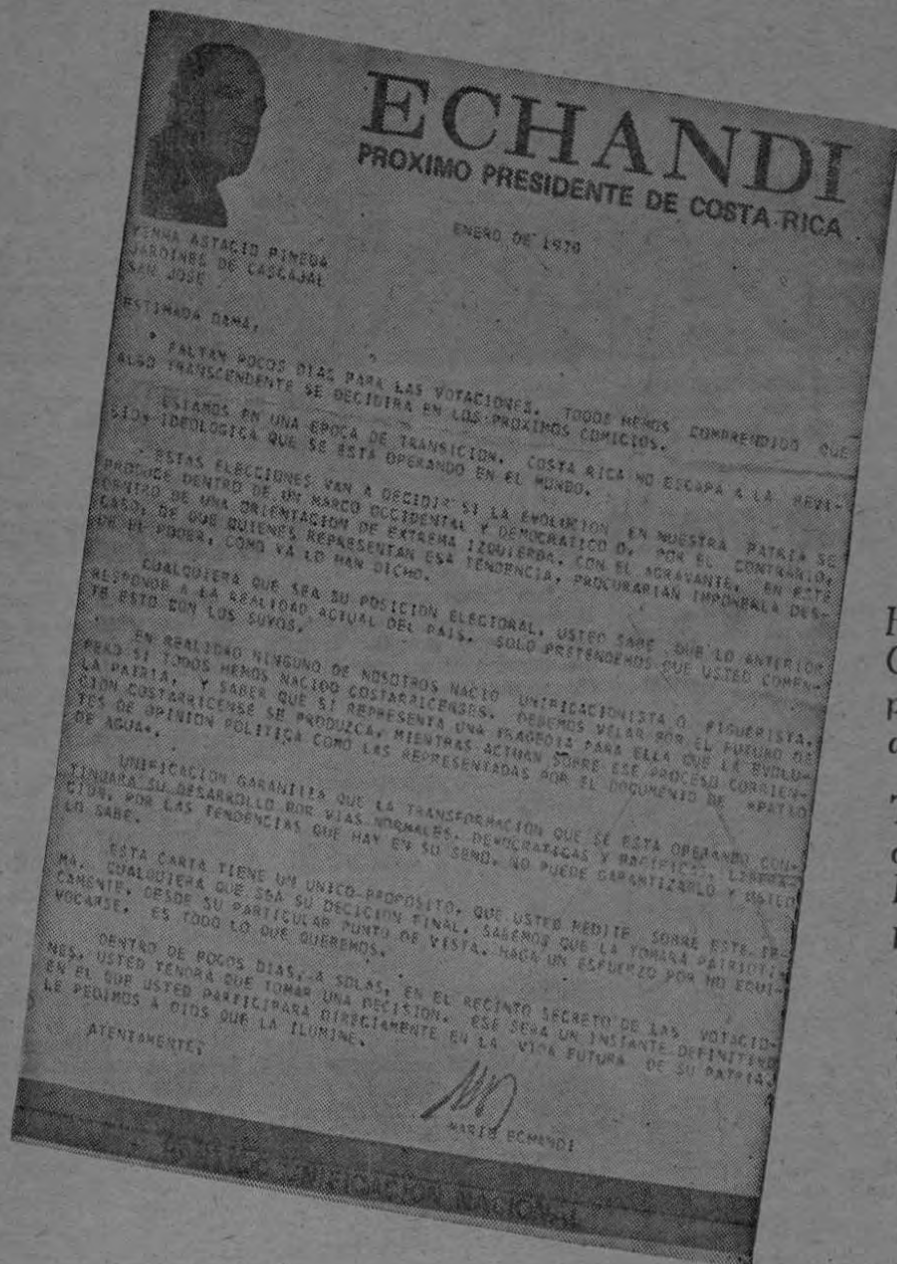 ECHANDI
PROXIMO PRESIDENTE DE COSTA RICA
ENERO DE 1970
ASTACIO PINEDA
JARDINES DE CASCAJAL
SAN JOSE
ESTIMADA DAMA,
FALTAN POCOS DIAS PARA LAS VOTACIONES. TODOS HEMOS COMPRENDIDO QUE
ALGO TRANSCENDENTE SE DECIDIRA EN LOS PROXIMOS COMICIOS.
ESTAMOS EN UNA EPOCA DE TRANSICION. COSTA RICA NO ESCAPA A LA REVI-
SION IDEOLOGICA QUE SE ESTA OPERANDO EN EL MUNDO.
ESTAS ELECCIONES VAN A DECIDIR SI LA EVOLUCION EN NUESTRA PATRIA SE
PRODUCE DENTRO DE UN MARCO OCCIDENTAL Y DEMOCRATICO O, POR EL CONTRARIO,
DENTRO DE UNA ORIENTACION DE EXTREMA IZQUIERDA, CON EL AGRAVANTE, EN ESTE
CASO, DE QUE QUIENES REPRESENTAN ESA TENDENCIA, PROCURARIAN IMPONERLA DES-
DE EL PODER, COMO YA LO HAN DICHO.
CUALQUIERA QUE SEA SU POSICION ELECTORAL, USTED SABE QUE LO ANTERIOR
RESPONDE A LA REALIDAD ACTUAL DEL PAIS. SOLO PRETENDEMOS QUE USTED COMEN-
TE ESTO CON LOS SUYOS.
EN REALIDAD NINGUNO DE NOSOTROS NACIO UNIFICACIONISTA O FIGUERISTA,
PERO SI TODOS HEMOS NACIDO COSTARRICENSES. DEBEMOS VELAR POR EL FUTURO DE
LA PATRIA, Y SABER QUE SI REPRESENTA UNA TRAGEDIA PARA ELLA QUE LA EVOLU-
CION COSTARRICENSE SE PRODUZCA, MIENTRAS ACTUAN SOBRE ESE PROCESO CORRIEN-
TES DE OPINION POLITICA COMO LAS REPRESENTADAS POR EL DOCUMENTO DE *PATIO
DE AGUA*.
UNIFICACION GARANTIZA QUE LA TRANSFORMACION QUE SE ESTA OPERANDO CON-
TINUARA SU DESARROLLO POR VIAS NORMALES, DEMOCRATICAS Y PACIFICAS. LIBERA-
CION, POR LAS TENDENCIAS QUE HAY EN SU SENO, NO PUEDE GARANTIZARLO Y USTED
LO SABE.
ESTA CARTA TIENE UN UNICO PROPOSITO, QUE USTED MEDITE SOBRE ESTE TE-
MA. CUALQUIERA QUE SEA SU DECICION FINAL, SABEMOS QUE LA TOMARA PATRIOTI-
CAMENTE, DESDE SU PARTICULAR PUNTO DE VISTA. HAGA UN ESFUERZO POR NO EQUI-
VOCARSE. ES TODO LO QUE QUEREMOS.
DENTRO DE POCOS DIAS, A SOLAS, EN EL RECINTO SECRETO DE LAS VOTACIO-
NES, USTED TENDRA QUE TOMAR UNA DECISION. ESE SERA UN INSTANTE DEFINITIVO
EN EL QUE USTED PARTICIPARA DIRECTAMENTE EN LA VIDA FUTURA DE SU PATRIA.
LE PEDIMOS A DIOS QUE LA ILUMINE.
ATENTAMENTE,
MARIO ECHANDI
UNIFICACION NACIONAL